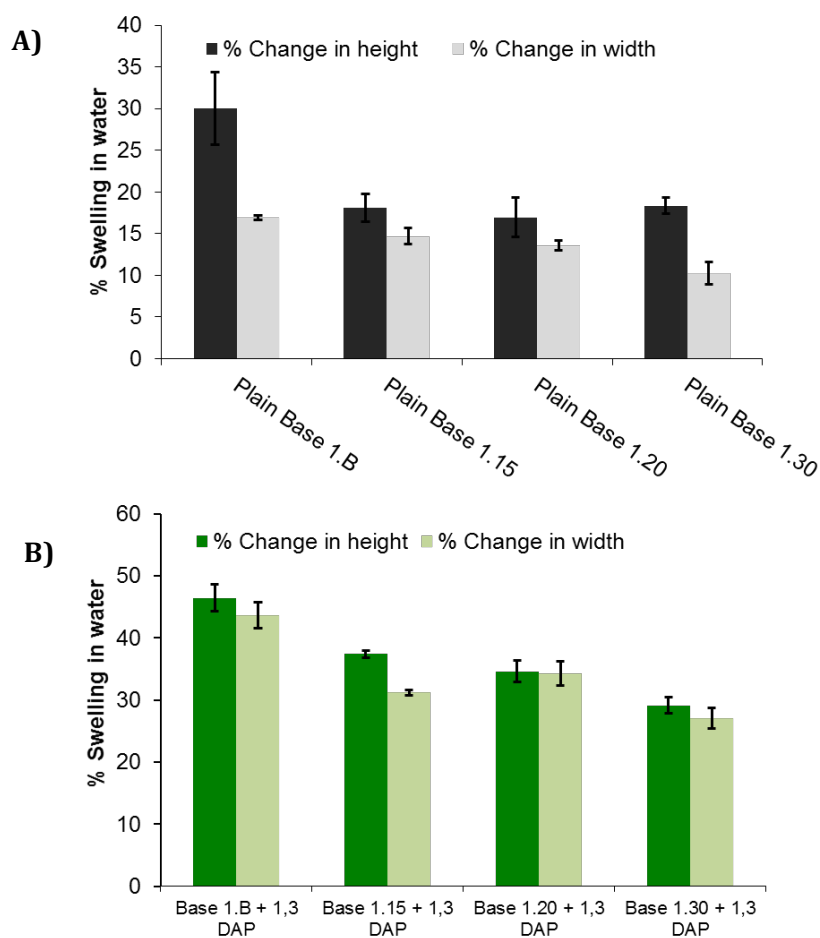 A)
% Swelling in water
40
35
30
25
20
15
10
5
0
% Change in height
% Change in width
Plain Base 1.B
Plain Base 1.15
Plain Base 1.20
Plain Base 1.30
B)
% Swelling in water
60
50
40
30
20
10
0
% Change in height
% Change in width
Base 1.B + 1,3
DAP
Base 1.15 + 1,3
DAP
Base 1.20 + 1,3
DAP
Base 1.30 + 1,3
DAP